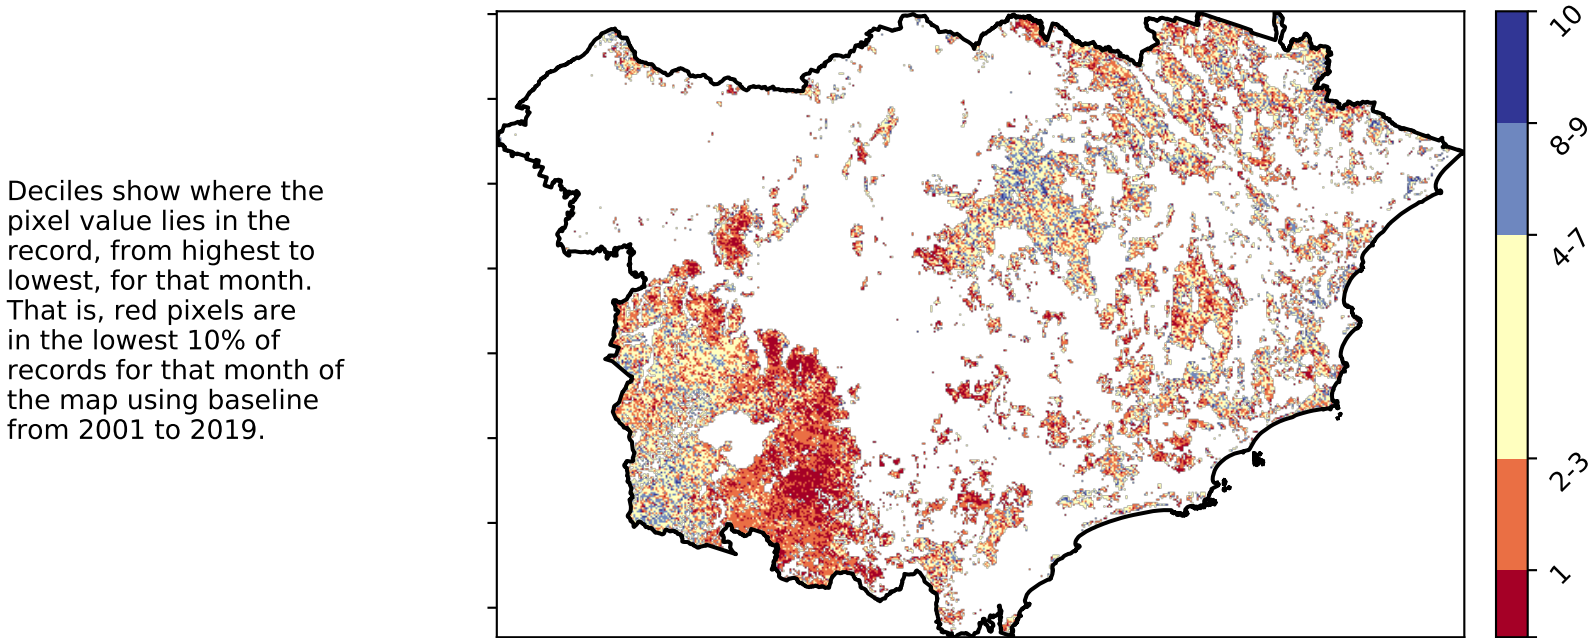 Deciles show where the
pixel value lies in the
record, from highest to
lowest, for that month.
That is, red pixels are
in the lowest 10% of
records for that month of
the map using baseline
from 2001 to 2019.
10
8-9
4-7
2-3
1